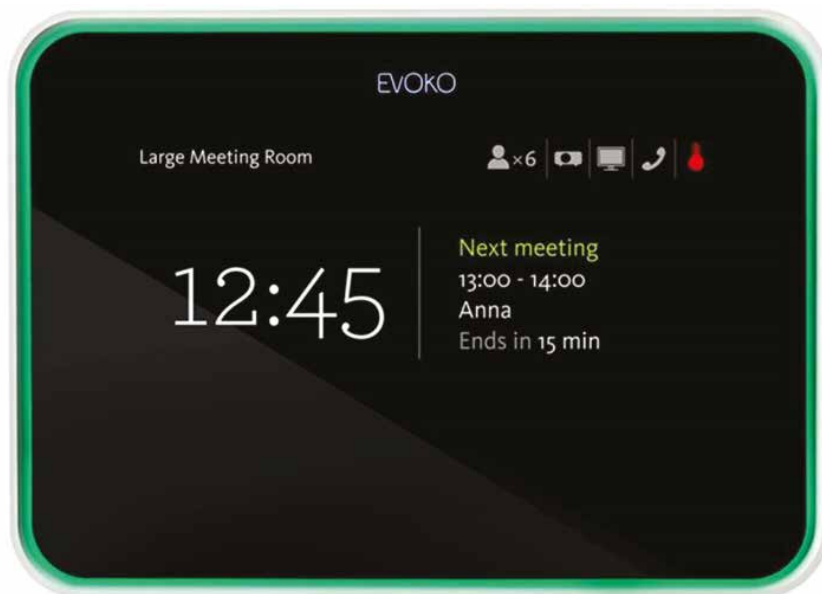 EVOKO
Large Meeting Room
×6
12:45
Next meeting
13:00 - 14:00
Anna
Ends in 15 min